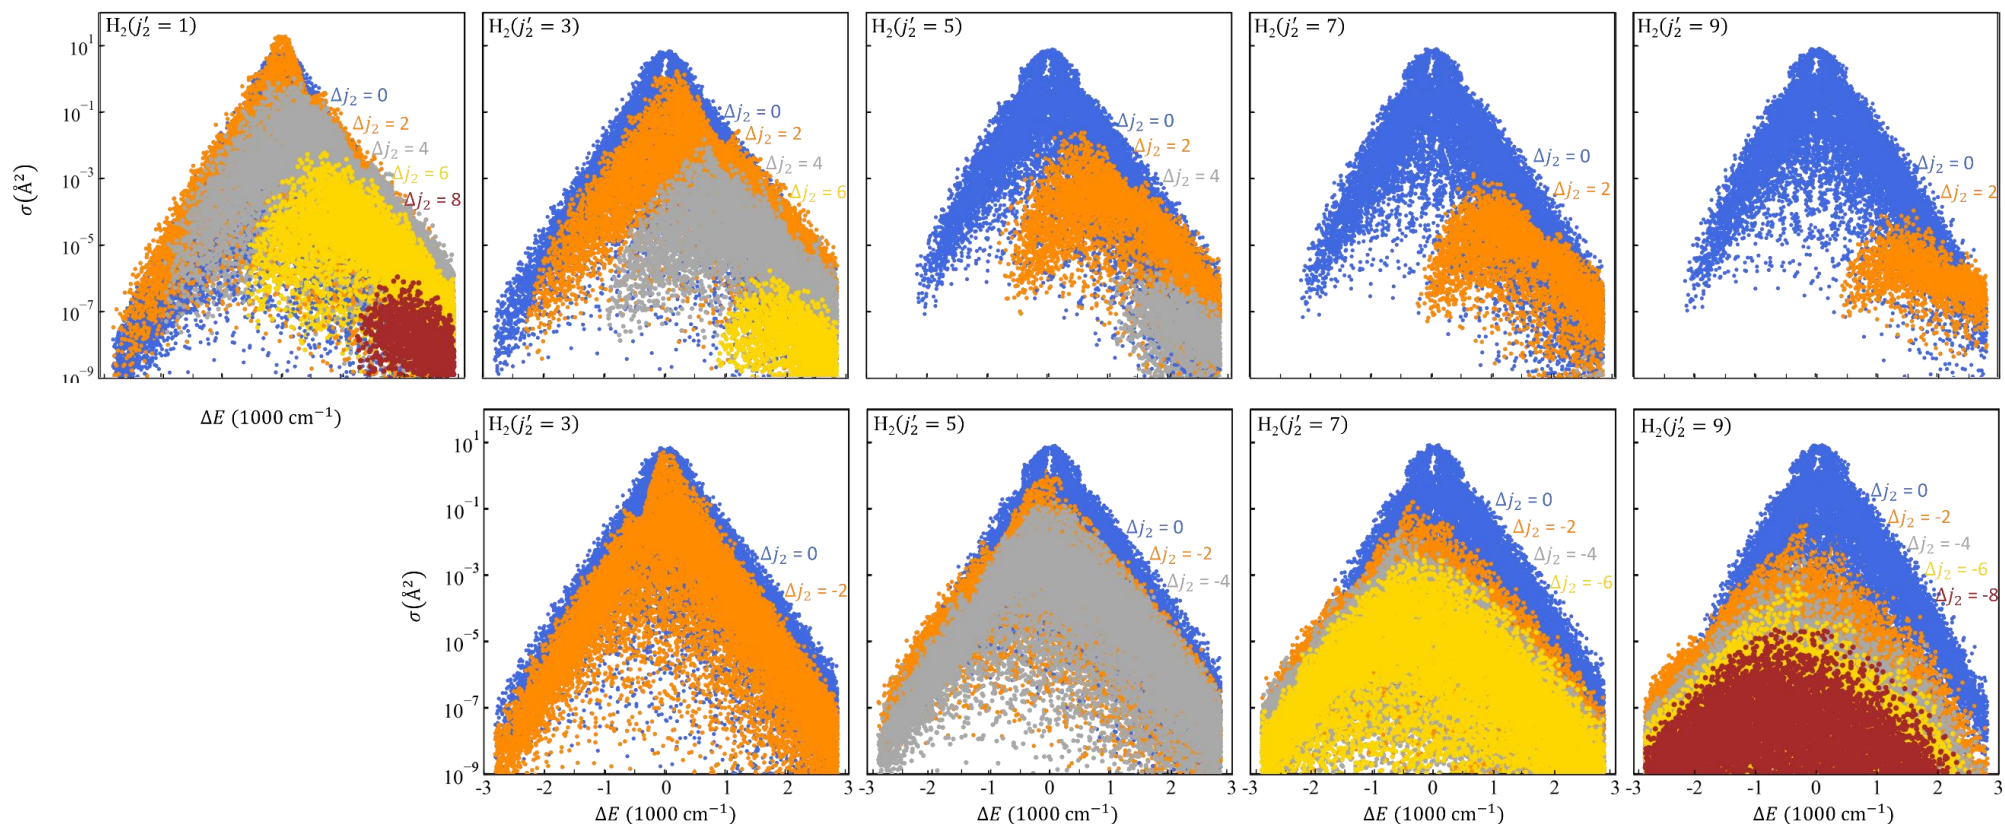 H₂(j₂′ = 1)
H₂(j₂′ = 3)
H₂(j₂′ = 5)
H₂(j₂′ = 7)
H₂(j₂′ = 9)
10¹
10⁻¹
10⁻³
10⁻⁵
10⁻⁷
10⁻⁹
σ(Å²)
Δj₂ = 0
Δj₂ = 2
Δj₂ = 4
Δj₂ = 6
Δj₂ = 8
Δj₂ = 0
Δj₂ = 2
Δj₂ = 4
Δj₂ = 6
Δj₂ = 0
Δj₂ = 2
Δj₂ = 4
Δj₂ = 0
Δj₂ = 2
Δj₂ = 0
Δj₂ = 2
ΔE (1000 cm⁻¹)
H₂(j₂′ = 3)
H₂(j₂′ = 5)
H₂(j₂′ = 7)
H₂(j₂′ = 9)
10¹
10⁻¹
10⁻³
10⁻⁵
10⁻⁷
10⁻⁹
σ(Å²)
Δj₂ = 0
Δj₂ = -2
Δj₂ = 0
Δj₂ = -2
Δj₂ = -4
Δj₂ = 0
Δj₂ = -2
Δj₂ = -4
Δj₂ = -6
Δj₂ = 0
Δj₂ = -2
Δj₂ = -4
Δj₂ = -6
Δj₂ = -8
-3 -2 -1 0 1 2 3
-2 -1 0 1 2 3
-2 -1 0 1 2 3
-3 -2 -1 0 1 2 3
ΔE (1000 cm⁻¹)
ΔE (1000 cm⁻¹)
ΔE (1000 cm⁻¹)
ΔE (1000 cm⁻¹)